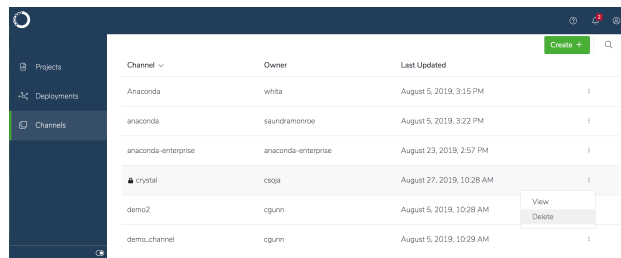 2
Create +
Projects
Deployments
Channels
Channel Owner Last Updated
Anaconda whita August 5, 2019, 3:15 PM
anaconda saundramonroe August 5, 2019, 3:22 PM
anaconda-enterprise anaconda-enterprise August 23, 2019, 2:57 PM
crystal csoja August 27, 2019, 10:28 AM
View
Delete
demo2 cgunn August 5, 2019, 10:28 AM
demo_channel cgunn August 5, 2019, 10:29 AM